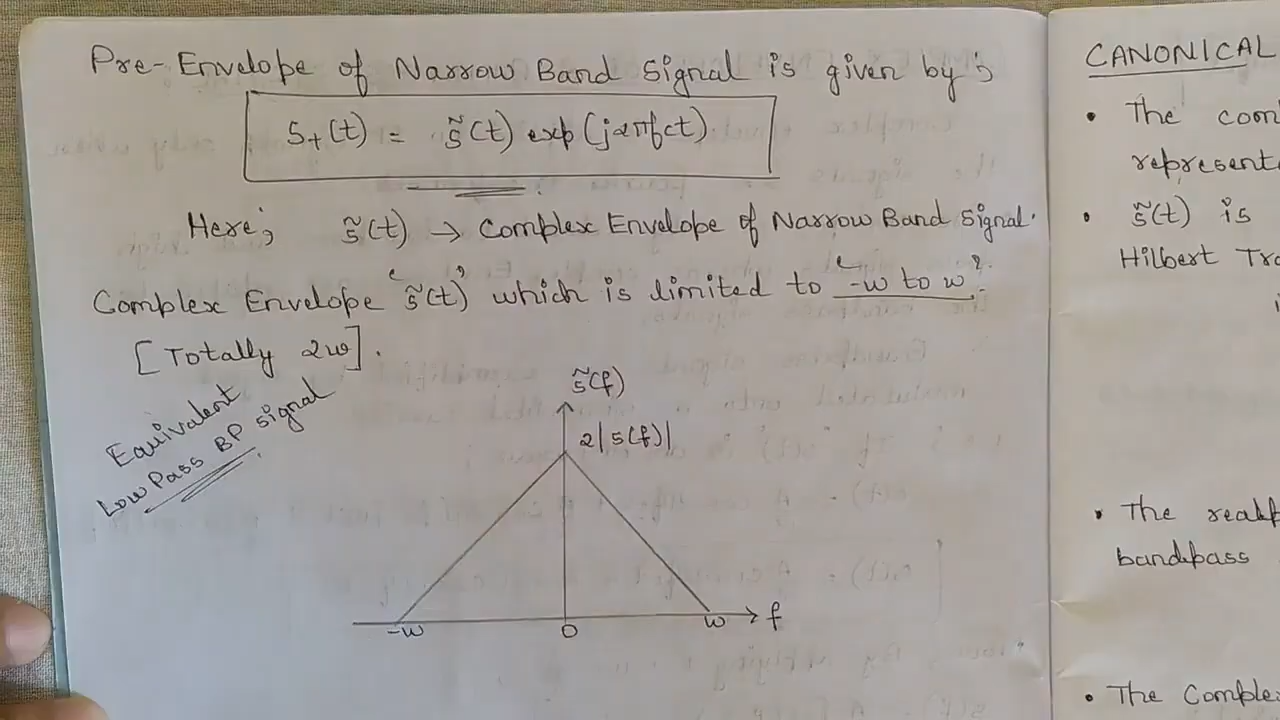 Pre-Envelope of Narrow Band Signal is given by;
S+(t) = s̃(t) exp(j2πfct)
Here; s̃(t) → Complex Envelope of Narrow Band Signal.
Complex Envelope 's̃(t)' which is limited to '-w to w'.
[Totally 2w].
Equivalent
Low Pass BP signal
s̃(f)
2|s(f)|
-w 0 w f
CANONICAL
• The com
represent
• s̃(t) is
Hilbert Tra
• The real
bandpass
• The Comple